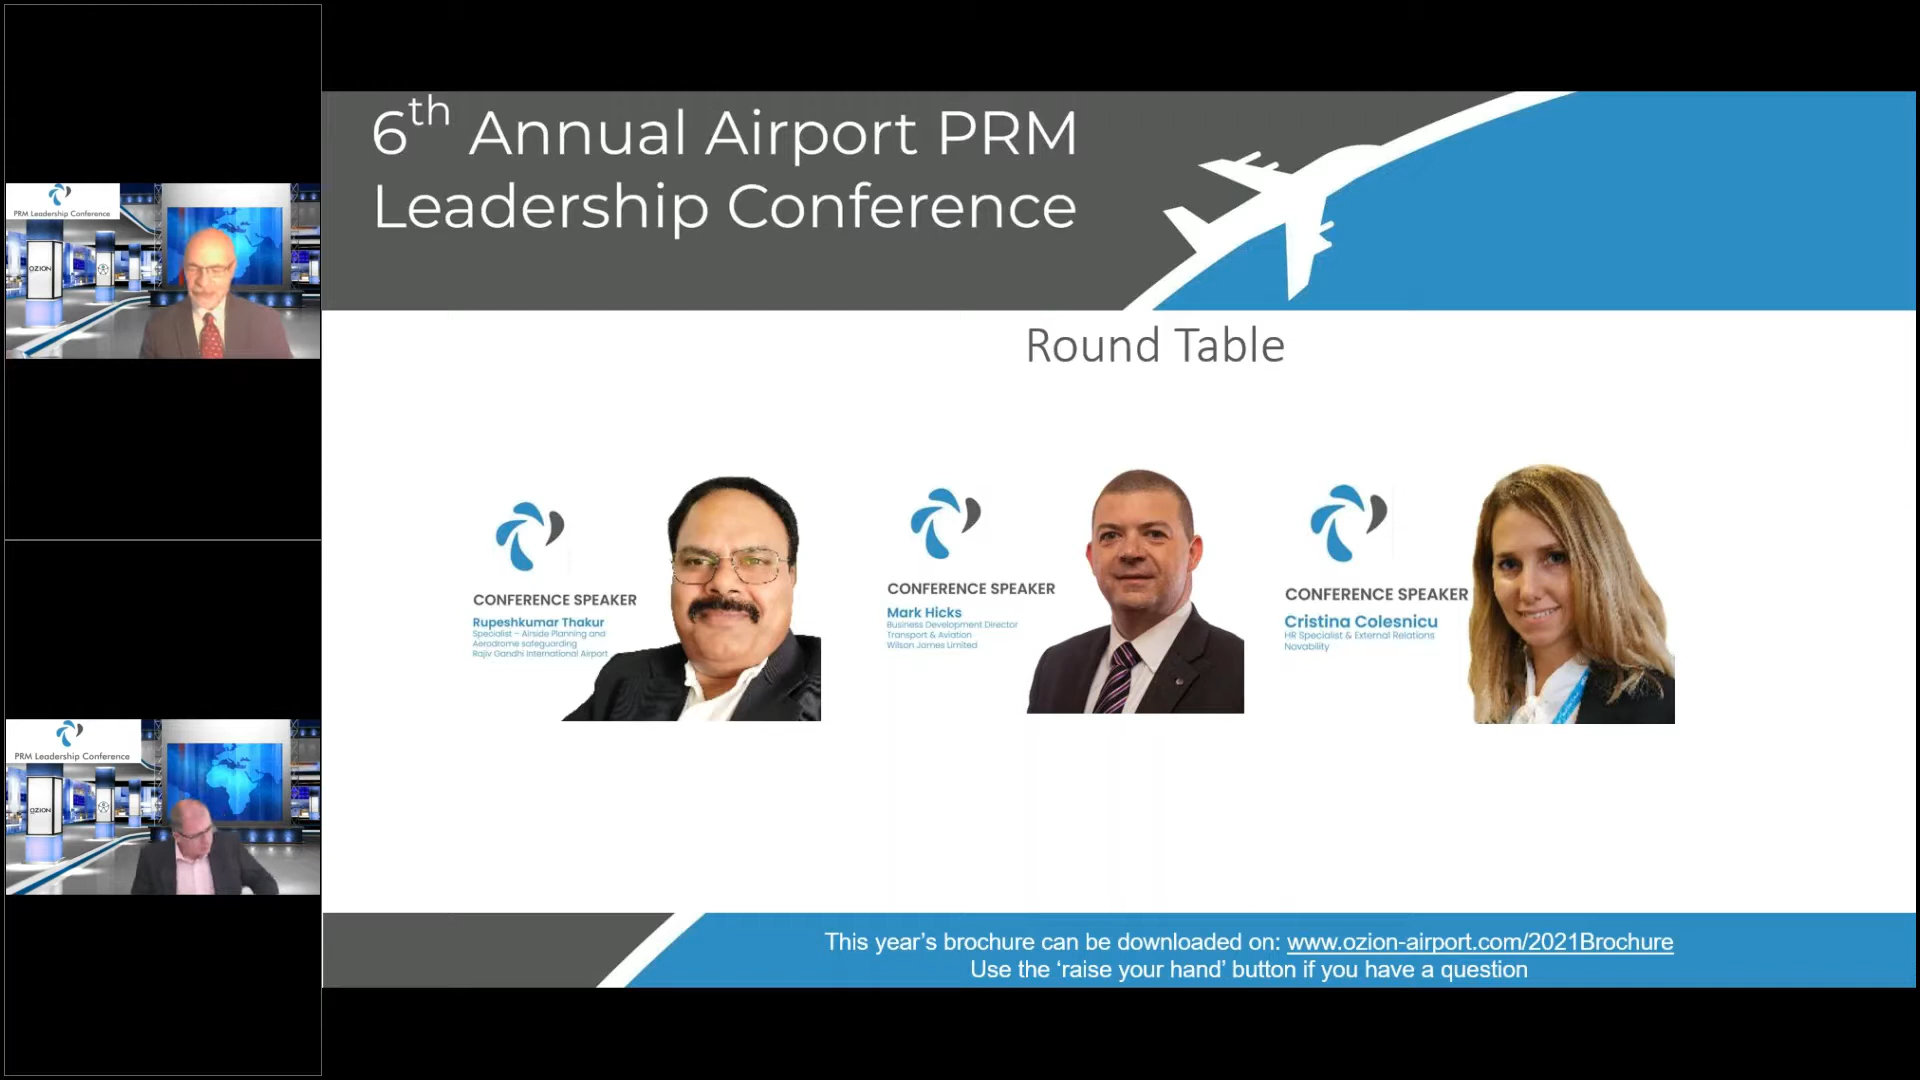 PRM Leadership Conference
OZION
PRM Leadership Conference
OZION
6th Annual Airport PRM
Leadership Conference
Round Table
CONFERENCE SPEAKER
Rupeshkumar Thakur
Specialist – Airside Planning and
Aerodrome safeguarding
Rajiv Gandhi International Airport
CONFERENCE SPEAKER
Mark Hicks
Business Development Director
Transport & Aviation
Wilson James Limited
CONFERENCE SPEAKER
Cristina Colesnicu
HR Specialist & External Relations
Novability
This year’s brochure can be downloaded on: www.ozion-airport.com/2021Brochure
Use the ‘raise your hand’ button if you have a question